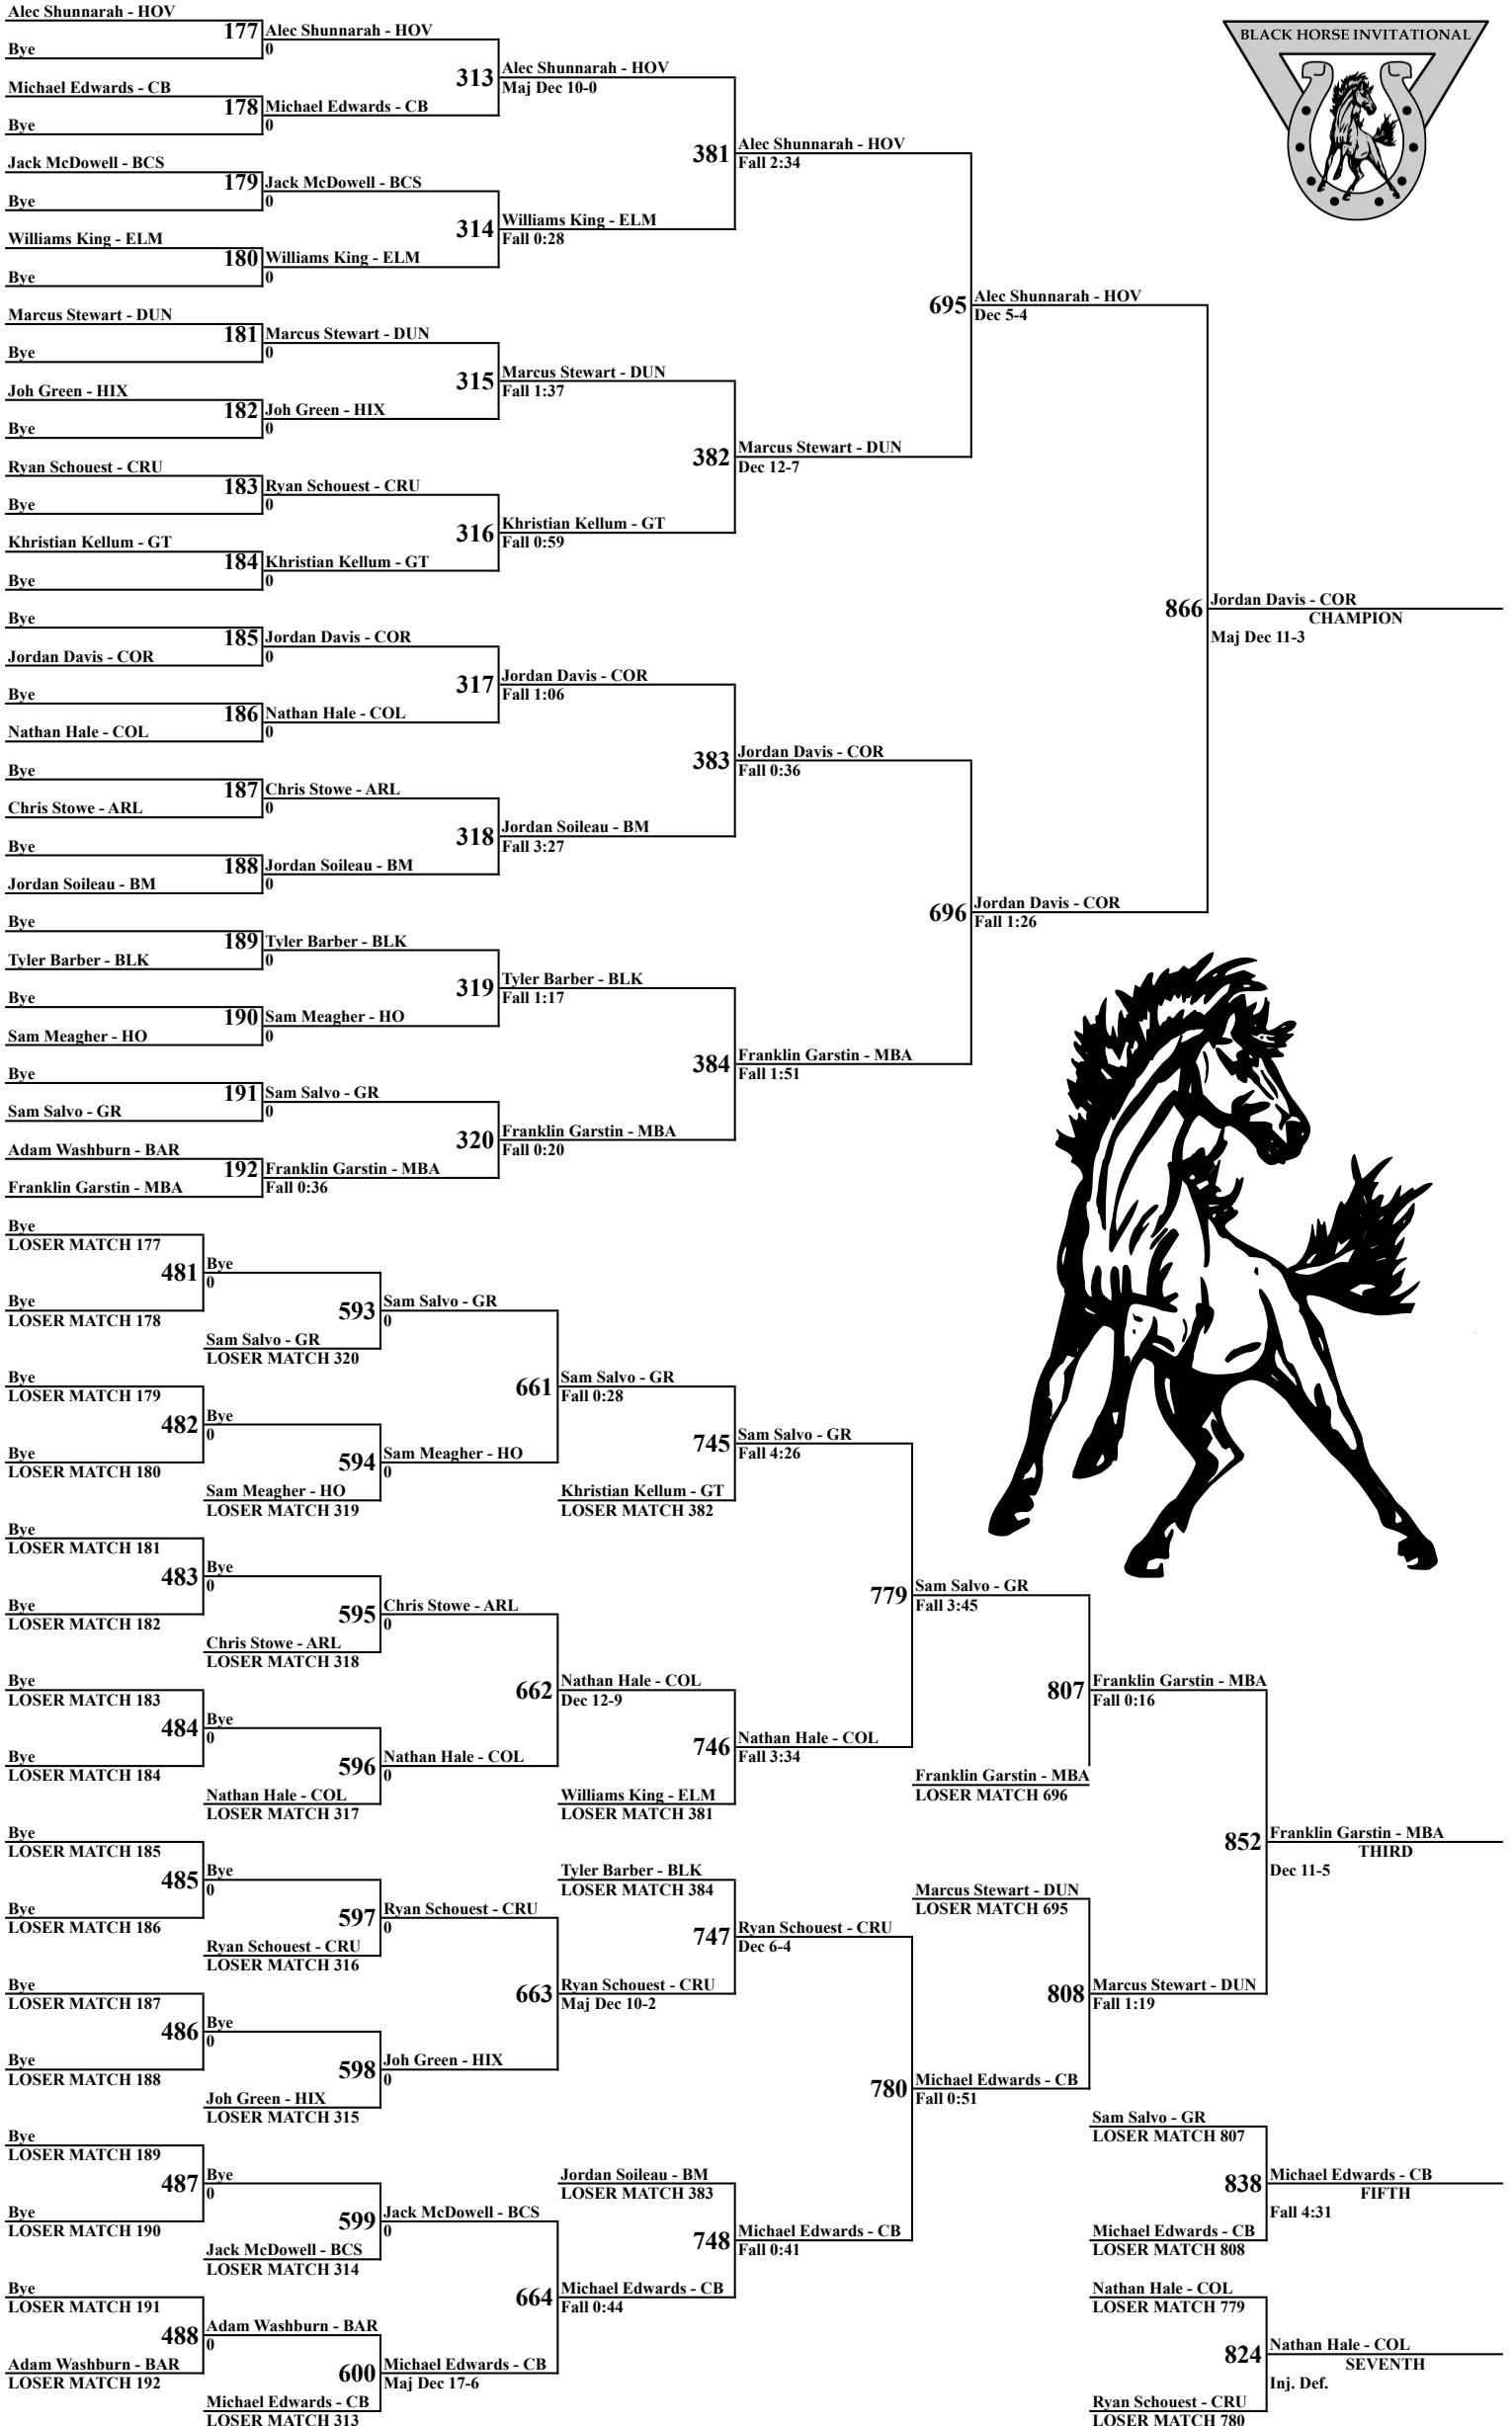 Alec Shunnarah - HOV
177
Bye
Alec Shunnarah - HOV
0
Michael Edwards - CB
178
Bye
Michael Edwards - CB
0
313
Alec Shunnarah - HOV
Maj Dec 10-0
Jack McDowell - BCS
179
Bye
Jack McDowell - BCS
0
Williams King - ELM
180
Bye
Williams King - ELM
0
314
Williams King - ELM
Fall 0:28
381
Alec Shunnarah - HOV
Fall 2:34
Marcus Stewart - DUN
181
Bye
Marcus Stewart - DUN
0
Joh Green - HIX
182
Bye
Joh Green - HIX
0
315
Marcus Stewart - DUN
Fall 1:37
Ryan Schouest - CRU
183
Bye
Ryan Schouest - CRU
0
Khristian Kellum - GT
184
Bye
Khristian Kellum - GT
0
316
Khristian Kellum - GT
Fall 0:59
382
Marcus Stewart - DUN
Dec 12-7
695
Alec Shunnarah - HOV
Dec 5-4
Bye
185
Jordan Davis - COR
Jordan Davis - COR
0
Bye
186
Nathan Hale - COL
Nathan Hale - COL
0
317
Jordan Davis - COR
Fall 1:06
Bye
187
Chris Stowe - ARL
Chris Stowe - ARL
0
Bye
188
Jordan Soileau - BM
Jordan Soileau - BM
0
318
Jordan Soileau - BM
Fall 3:27
383
Jordan Davis - COR
Fall 0:36
Bye
189
Tyler Barber - BLK
Tyler Barber - BLK
0
Bye
190
Sam Meagher - HO
Sam Meagher - HO
0
319
Tyler Barber - BLK
Fall 1:17
Bye
191
Sam Salvo - GR
Sam Salvo - GR
0
Adam Washburn - BAR
192
Franklin Garstin - MBA
Franklin Garstin - MBA
Fall 0:36
320
Franklin Garstin - MBA
Fall 0:20
384
Franklin Garstin - MBA
Fall 1:51
696
Jordan Davis - COR
Fall 1:26
866
Jordan Davis - COR
CHAMPION
Maj Dec 11-3
BLACK HORSE INVITATIONAL
Bye
LOSER MATCH 177
481
Bye
LOSER MATCH 178
Bye
0
593
Sam Salvo - GR
LOSER MATCH 320
Sam Salvo - GR
0
Bye
LOSER MATCH 179
482
Bye
LOSER MATCH 180
Bye
0
594
Sam Meagher - HO
LOSER MATCH 319
Sam Meagher - HO
0
661
Sam Salvo - GR
Fall 0:28
745
Khristian Kellum - GT
LOSER MATCH 382
Sam Salvo - GR
Fall 4:26
Bye
LOSER MATCH 181
483
Bye
LOSER MATCH 182
Bye
0
595
Chris Stowe - ARL
LOSER MATCH 318
Chris Stowe - ARL
0
Bye
LOSER MATCH 183
484
Bye
LOSER MATCH 184
Bye
0
596
Nathan Hale - COL
LOSER MATCH 317
Nathan Hale - COL
0
662
Nathan Hale - COL
Dec 12-9
746
Williams King - ELM
LOSER MATCH 381
Nathan Hale - COL
Fall 3:34
779
Sam Salvo - GR
Fall 3:45
807
Franklin Garstin - MBA
LOSER MATCH 696
Franklin Garstin - MBA
Fall 0:16
Bye
LOSER MATCH 185
485
Bye
LOSER MATCH 186
Bye
0
597
Ryan Schouest - CRU
LOSER MATCH 316
Ryan Schouest - CRU
0
Bye
LOSER MATCH 187
486
Bye
LOSER MATCH 188
Bye
0
598
Joh Green - HIX
LOSER MATCH 315
Joh Green - HIX
0
663
Ryan Schouest - CRU
Maj Dec 10-2
Tyler Barber - BLK
LOSER MATCH 384
747
Ryan Schouest - CRU
Dec 6-4
Bye
LOSER MATCH 189
487
Bye
LOSER MATCH 190
Bye
0
599
Jack McDowell - BCS
LOSER MATCH 314
Jack McDowell - BCS
0
Bye
LOSER MATCH 191
488
Adam Washburn - BAR
LOSER MATCH 192
Adam Washburn - BAR
0
600
Michael Edwards - CB
LOSER MATCH 313
Michael Edwards - CB
Maj Dec 17-6
664
Michael Edwards - CB
Fall 0:44
Jordan Soileau - BM
LOSER MATCH 383
748
Michael Edwards - CB
Fall 0:41
780
Michael Edwards - CB
Fall 0:51
Marcus Stewart - DUN
LOSER MATCH 695
808
Marcus Stewart - DUN
Fall 1:19
852
Franklin Garstin - MBA
THIRD
Dec 11-5
Sam Salvo - GR
LOSER MATCH 807
838
Michael Edwards - CB
LOSER MATCH 808
Michael Edwards - CB
FIFTH
Fall 4:31
Nathan Hale - COL
LOSER MATCH 779
824
Ryan Schouest - CRU
LOSER MATCH 780
Nathan Hale - COL
SEVENTH
Inj. Def.